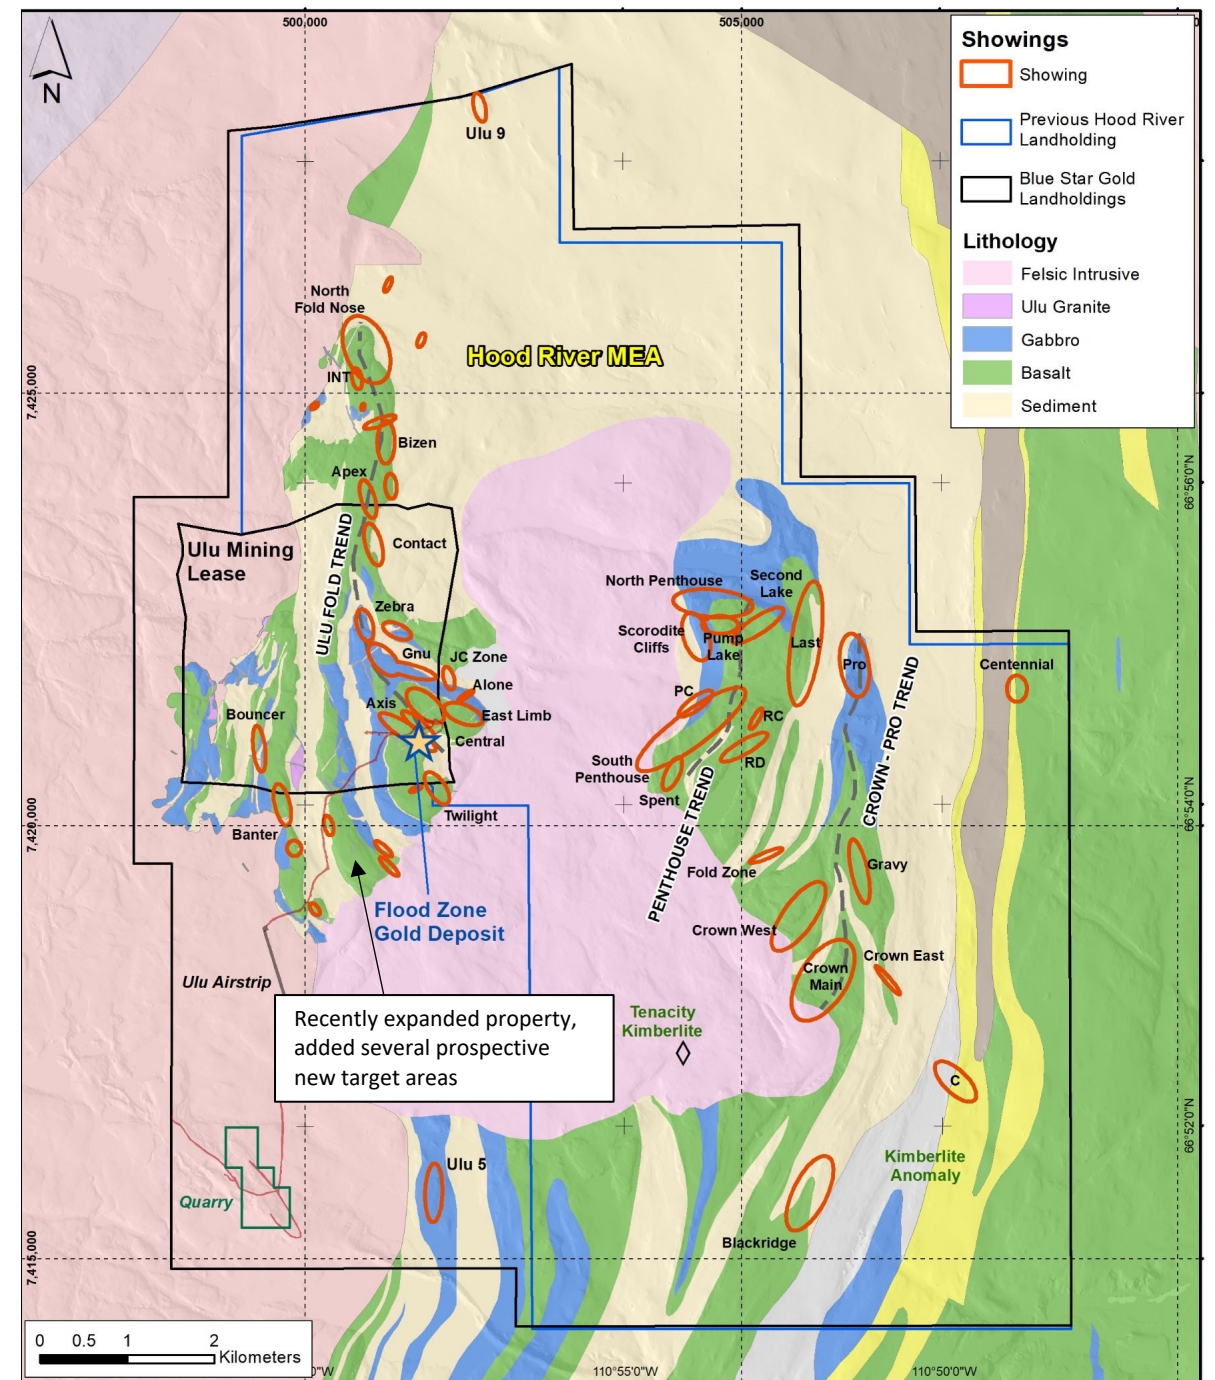 500,000
505,000
N
Showings
Showing
Previous Hood River
Landholding
Blue Star Gold
Landholdings
Lithology
Felsic Intrusive
Ulu Granite
Gabbro
Basalt
Sediment
Ulu 9
North
Fold Nose
INT
Hood River MEA
7,425,000
Bizen
Apex
66°56'0"N
Ulu Mining
Lease
ULU FOLD TREND
Contact
Zebra
Gnu
JC Zone
Alone
Axis
East Limb
Central
Bouncer
Banter
Twilight
North Penthouse
Second
Lake
Scorodite
Cliffs
Pump
Lake
Last
Pro
Centennial
PC
RC
RD
South
Penthouse
Spent
PENTHOUSE TREND
CROWN - PRO TREND
7,420,000
66°54'0"N
Fold Zone
Gravy
Crown West
Crown East
Crown
Main
Flood Zone
Gold Deposit
Ulu Airstrip
Recently expanded property,
added several prospective
new target areas
Tenacity
Kimberlite
C
66°52'0"N
Kimberlite
Anomaly
Ulu 5
Quarry
Blackridge
7,415,000
0 0.5 1 2
Kilometers
0"W
110°55'0"W
110°50'0"W